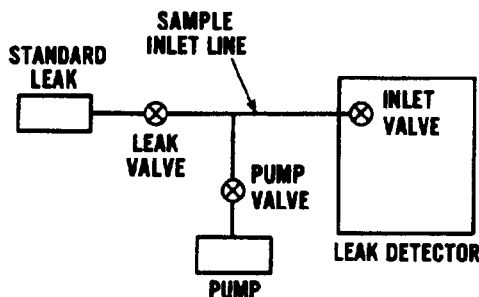 SAMPLE
INLET LINE
STANDARD
LEAK
LEAK
VALVE
INLET
VALVE
PUMP
VALVE
LEAK DETECTOR
PUMP